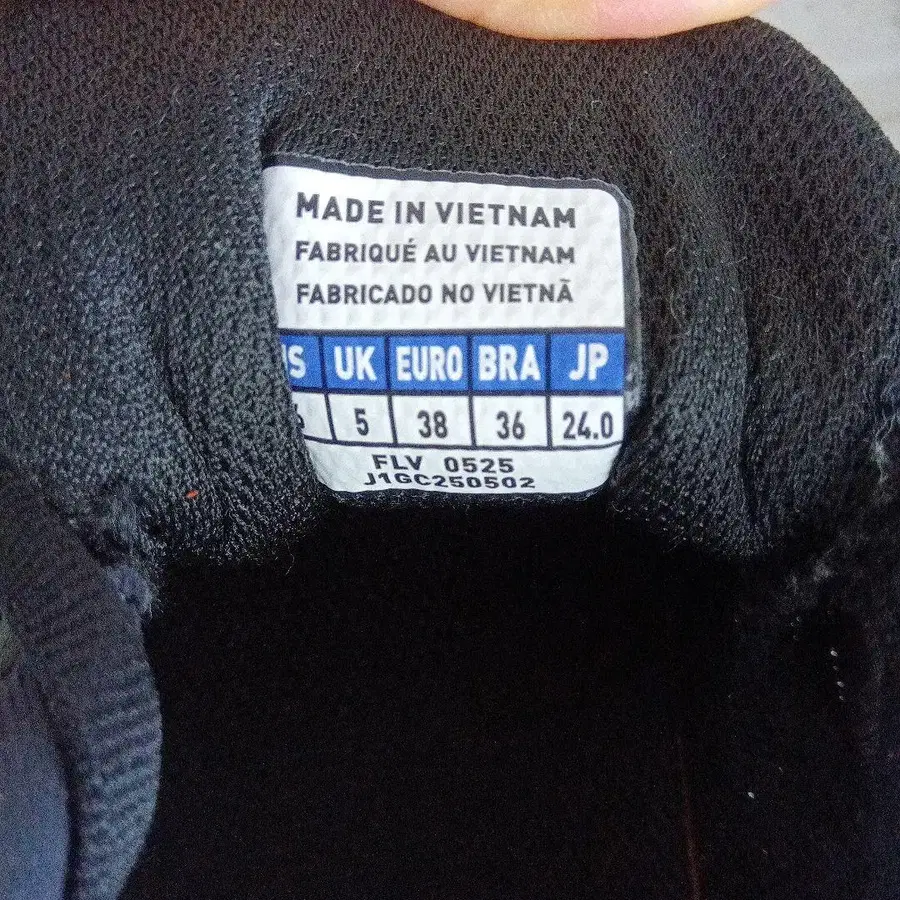 MADE IN VIETNAM
FABRIQUÉ AU VIETNAM
FABRICADO NO VIETNÃ
UK EURO BRA JP
5 38 36 24.0
FLV 0525
J1GC250502